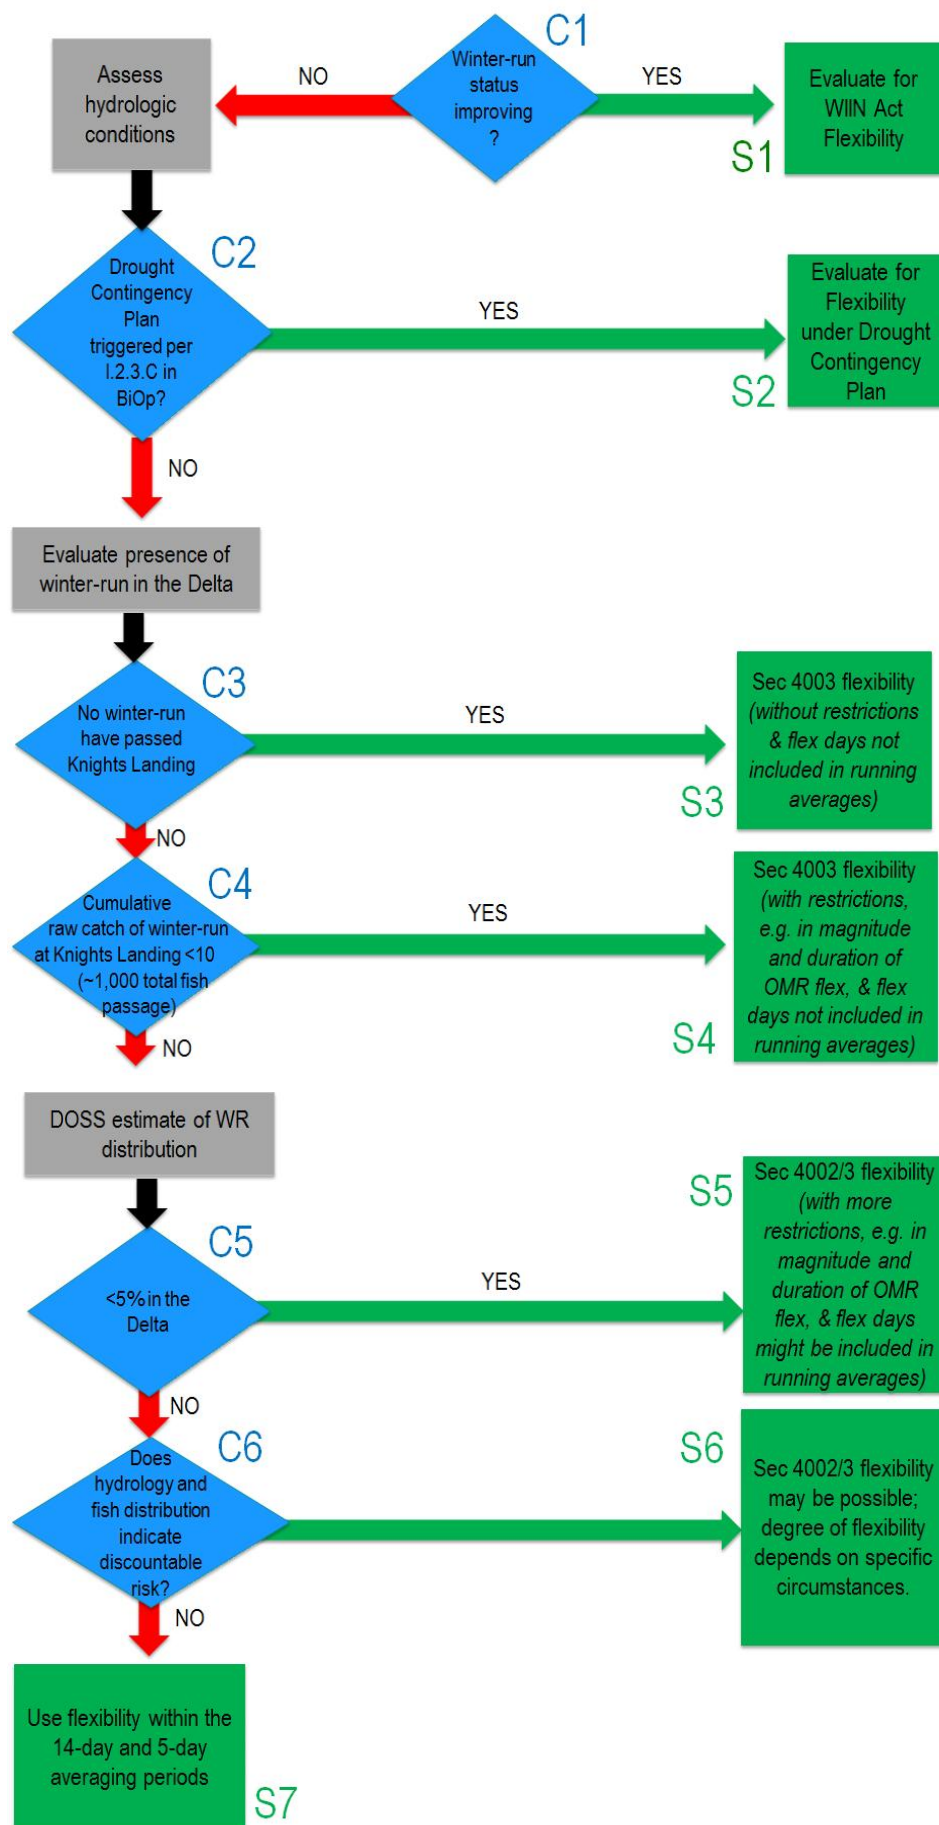 C1
Winter-run
status
improving
?
NO
YES
Assess
hydrologic
conditions
Evaluate for
WIIN Act
Flexibility
S1
C2
Drought
Contingency
Plan
triggered per
I.2.3.C in
BiOp?
YES
Evaluate for
Flexibility
under Drought
Contingency
Plan
S2
NO
Evaluate presence of
winter-run in the Delta
C3
No winter-run
have passed
Knights Landing
YES
Sec 4003 flexibility
(without restrictions
& flex days not
included in running
averages)
S3
NO
C4
Cumulative
raw catch of winter-run
at Knights Landing <10
(~1,000 total fish
passage)
YES
Sec 4003 flexibility
(with restrictions,
e.g. in magnitude
and duration of
OMR flex, & flex
days not included in
running averages)
S4
NO
DOSS estimate of WR
distribution
C5
<5% in the
Delta
YES
S5
Sec 4002/3 flexibility
(with more
restrictions, e.g. in
magnitude and
duration of OMR
flex, & flex days
might be included in
running averages)
NO
C6
Does
hydrology and
fish distribution
indicate
discountable
risk?
S6
Sec 4002/3 flexibility
may be possible;
degree of flexibility
depends on specific
circumstances.
NO
Use flexibility within the
14-day and 5-day
averaging periods
S7